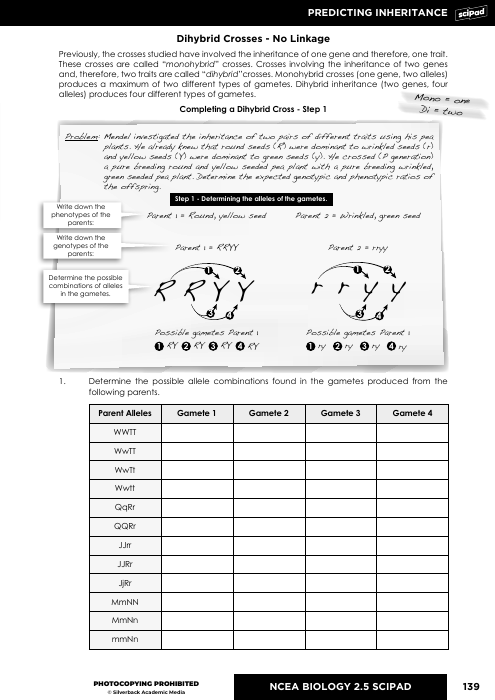 PREDICTING INHERITANCE scipad
Dihybrid Crosses - No Linkage
Previously, the crosses studied have involved the inheritance of one gene and therefore, one trait.
These crosses are called "monohybrid" crosses. Crosses involving the inheritance of two genes
and, therefore, two traits are called "dihybrid"crosses. Monohybrid crosses (one gene, two alleles)
produces a maximum of two different types of gametes. Dihybrid inheritance (two genes, four
alleles) produces four different types of gametes.
Mono = one
Di = two
Completing a Dihybrid Cross - Step 1
Problem: Mendel investigated the inheritance of two pairs of different traits using his pea
plants. He already knew that round seeds (R) were dominant to wrinkled seeds (r)
and yellow seeds (Y) were dominant to green seeds (y). He crossed (P generation)
a pure breeding round and yellow seeded pea plant with a pure breeding wrinkled,
green seeded pea plant. Determine the expected genotypic and phenotypic ratios of
the offspring.
Step 1 - Determining the alleles of the gametes.
Write down the
phenotypes of the
parents:
Parent 1 = Round, yellow seed
Parent 2 = Wrinkled, green seed
Write down the
genotypes of the
parents:
Parent 1 = RRYY
Parent 2 = rryy
Determine the possible
combinations of alleles
in the gametes.
1 2
R R Y Y
3 4
1 2
r r y y
3 4
Possible gametes Parent 1
1 RY 2 RY 3 RY 4 RY
Possible gametes Parent 1
1 ry 2 ry 3 ry 4 ry
1. Determine the possible allele combinations found in the gametes produced from the
following parents.
Parent Alleles Gamete 1 Gamete 2 Gamete 3 Gamete 4
WWTT
WwTT
WwTt
Wwtt
QqRr
QQRr
JJrr
JJRr
JjRr
MmNN
MmNn
mmNn
PHOTOCOPYING PROHIBITED
© Silverback Academic Media
NCEA BIOLOGY 2.5 SCIPAD
139